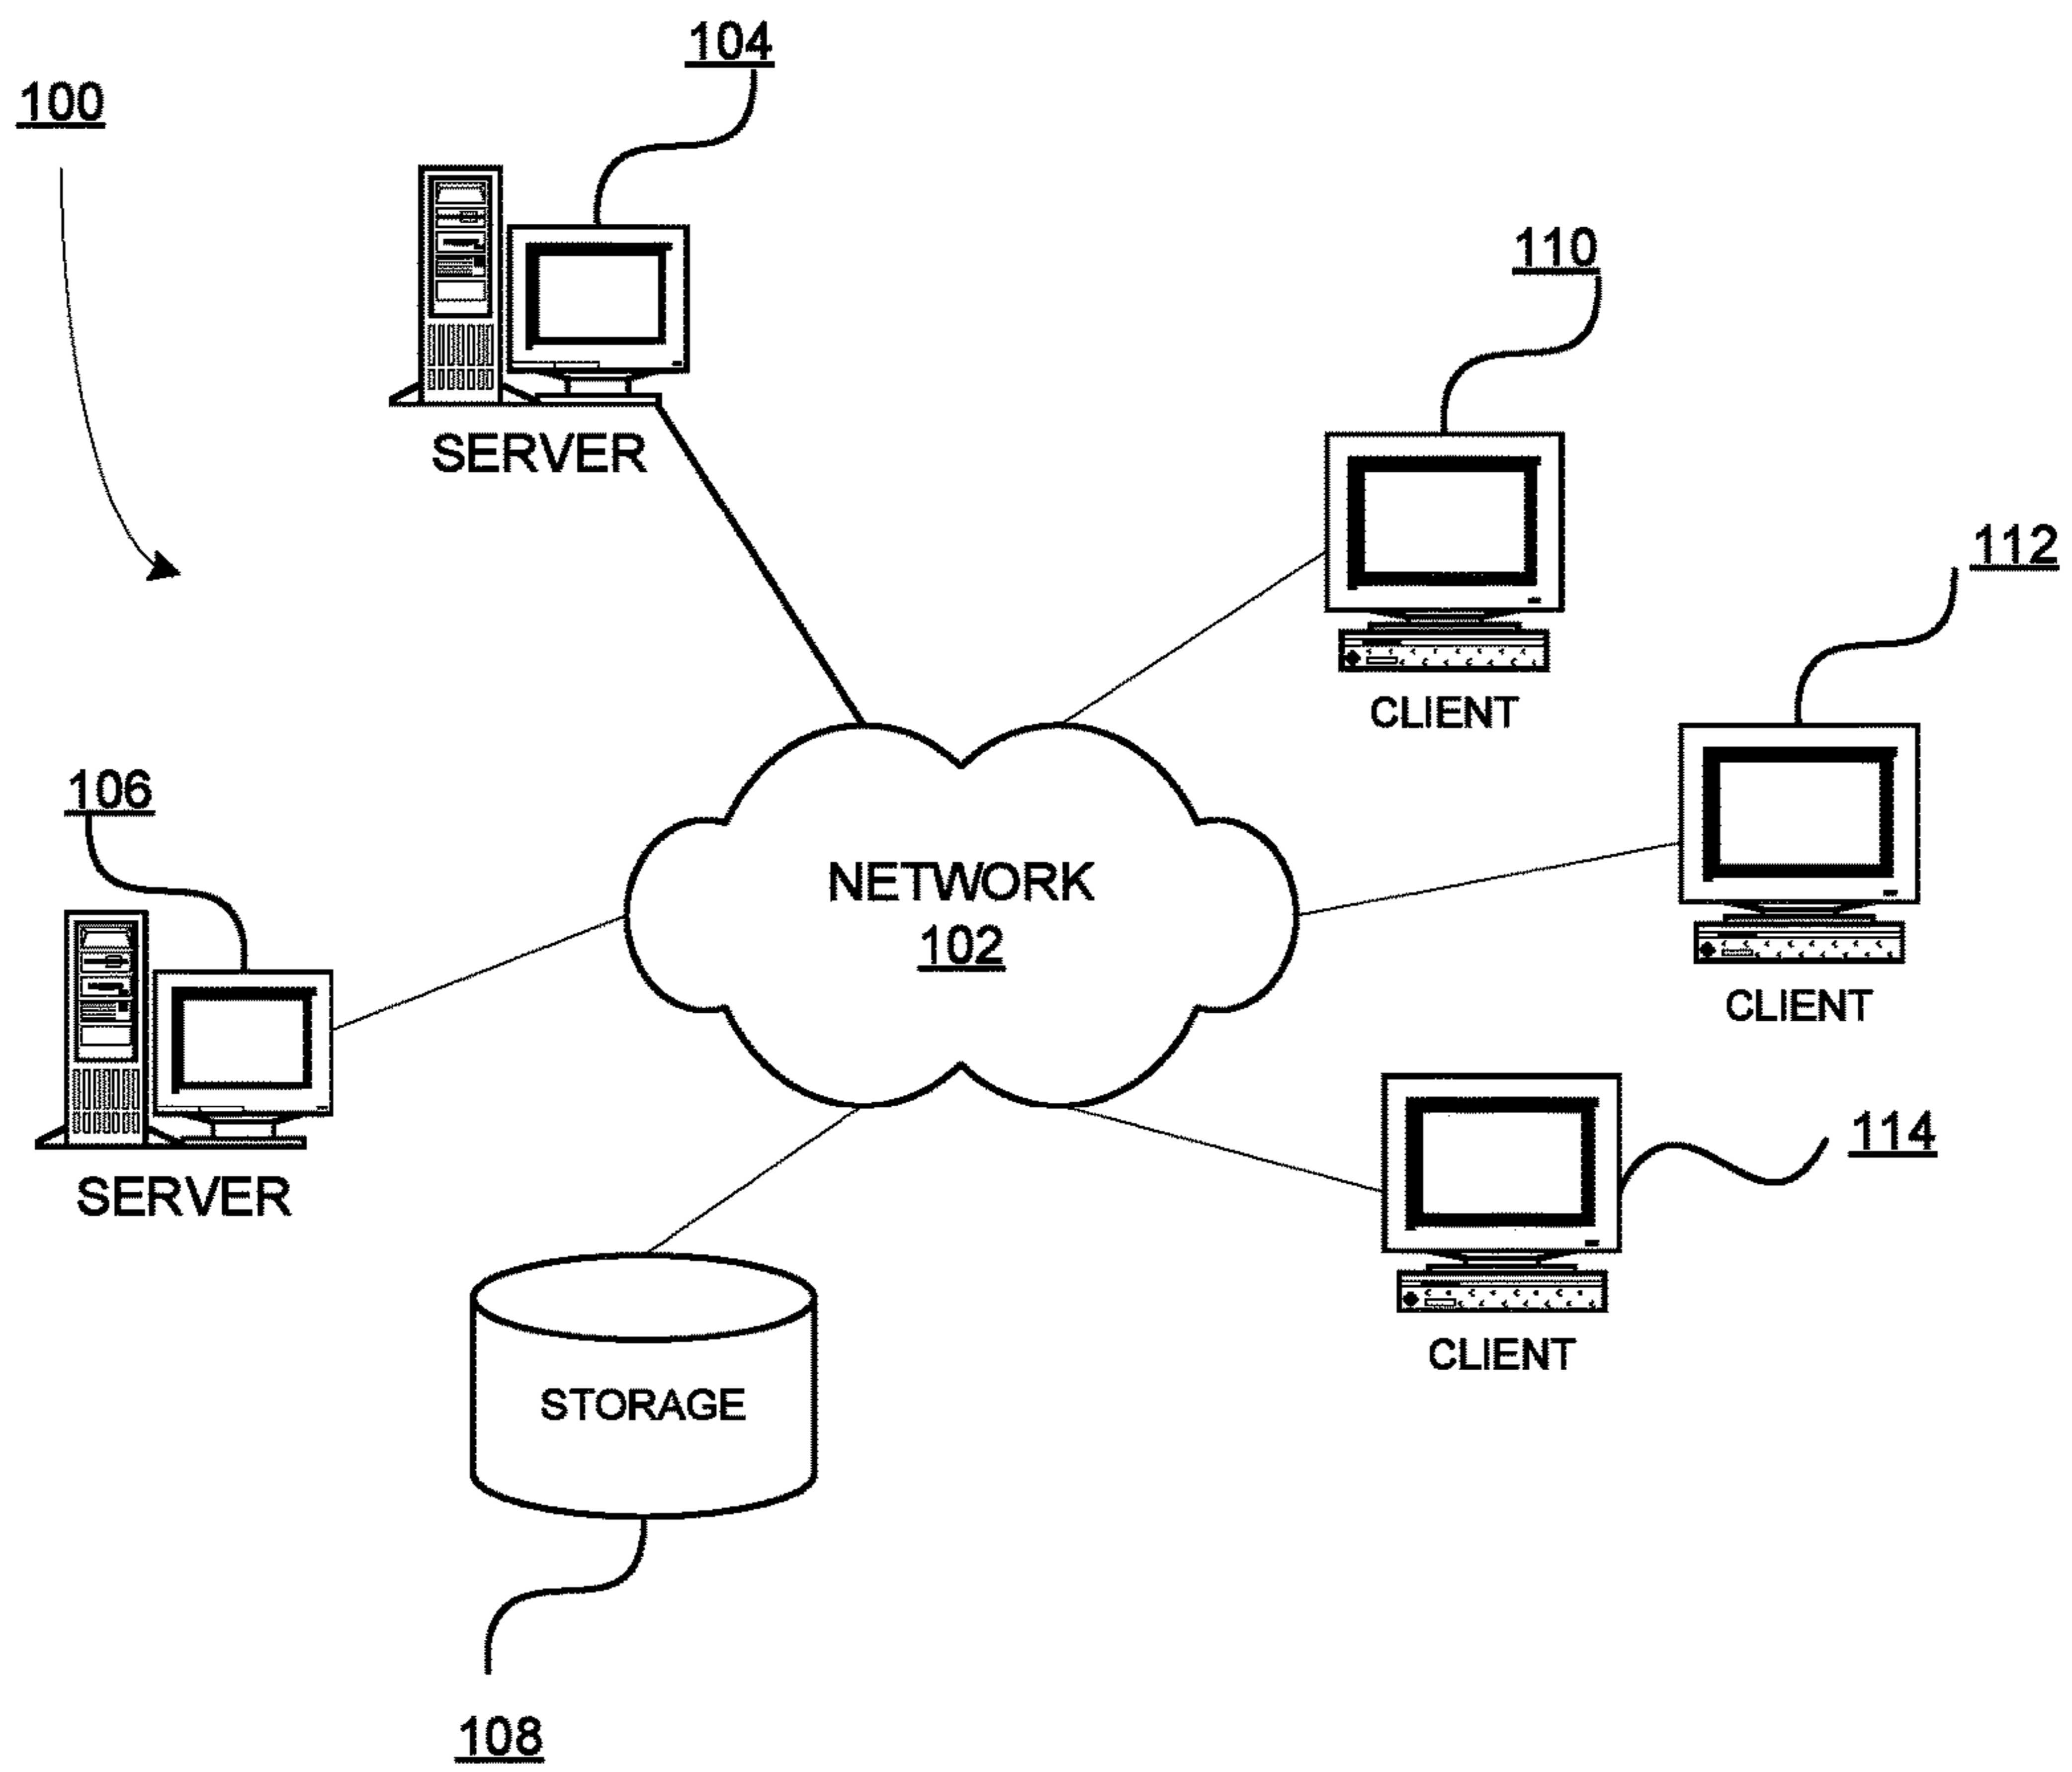 104
100
SERVER
110
CLIENT
112
CLIENT
106
SERVER
NETWORK
102
114
CLIENT
STORAGE
108